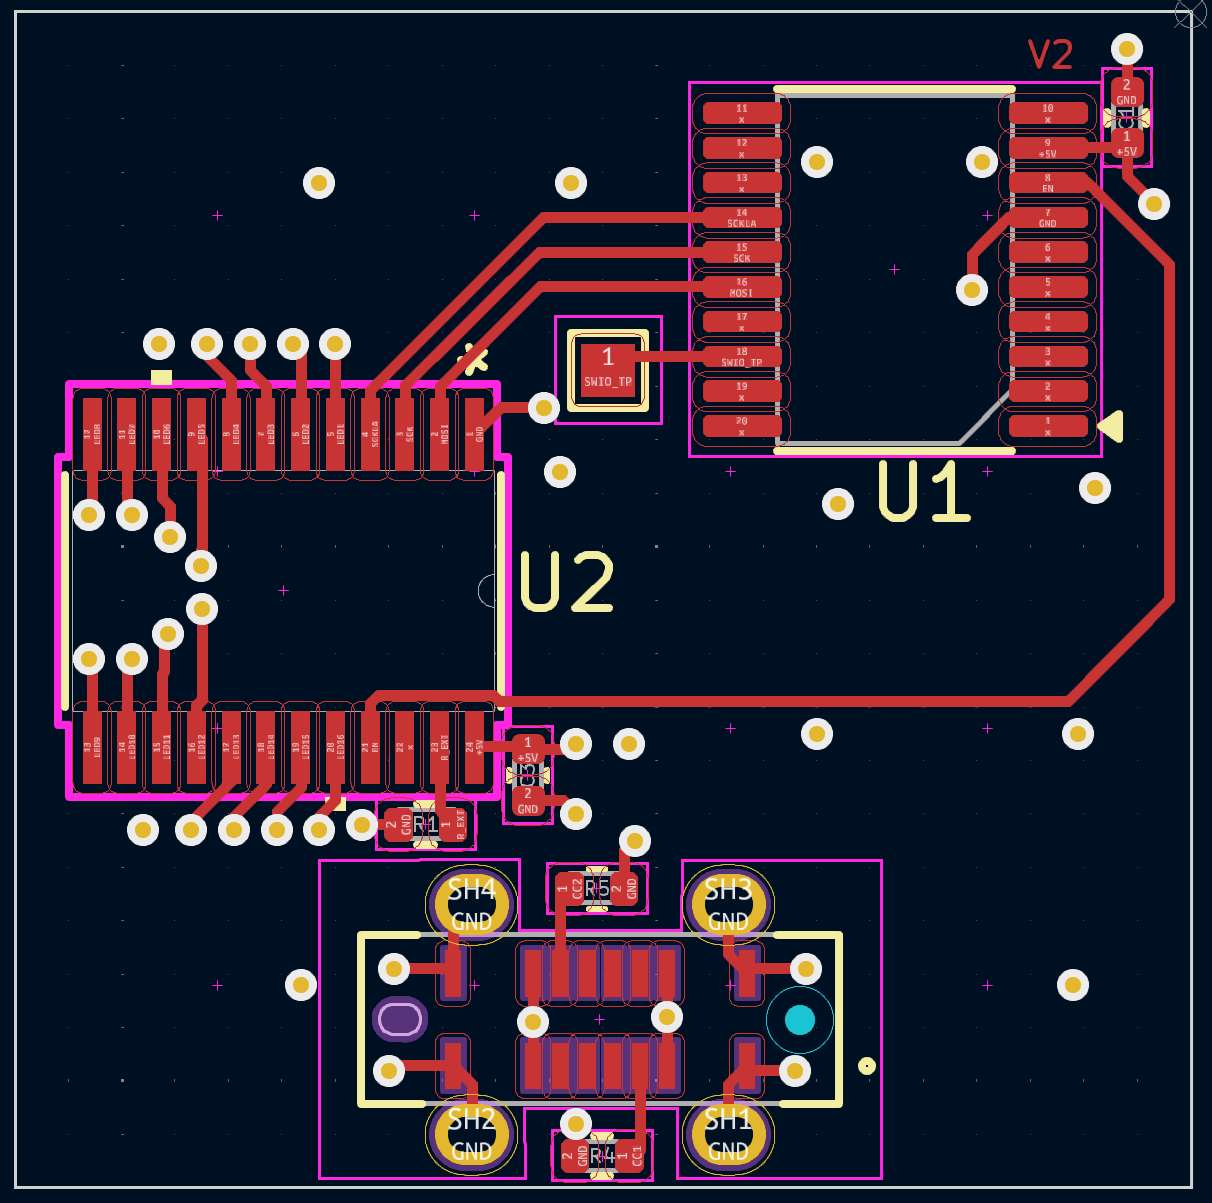 V2
2
GND
C1
1
+5V
11
x
10
x
12
x
9
+5V
13
x
8
EN
14
SCKLA
7
GND
15
SCK
6
x
16
MOSI
5
x
17
x
4
x
18
SWIO_TP
3
x
19
x
2
x
20
x
1
x
1
SWIO_TP
U1
*
12
LED8
11
LED7
10
LED6
9
LED5
8
LED4
7
LED3
6
LED2
5
LED1
4
SCKLA
3
SCK
2
MOSI
1
GND
U2
13
LED9
14
LED10
15
LED11
16
LED12
17
LED13
18
LED14
19
LED15
20
LED16
21
EN
22
x
23
R_EXT
24
+5V
1
+5V
C3
2
GND
2
GND
R1
1
R_EXT
1
CC2
R5
2
GND
SH4
GND
SH3
GND
SH2
GND
SH1
GND
2
GND
R4
1
CC1